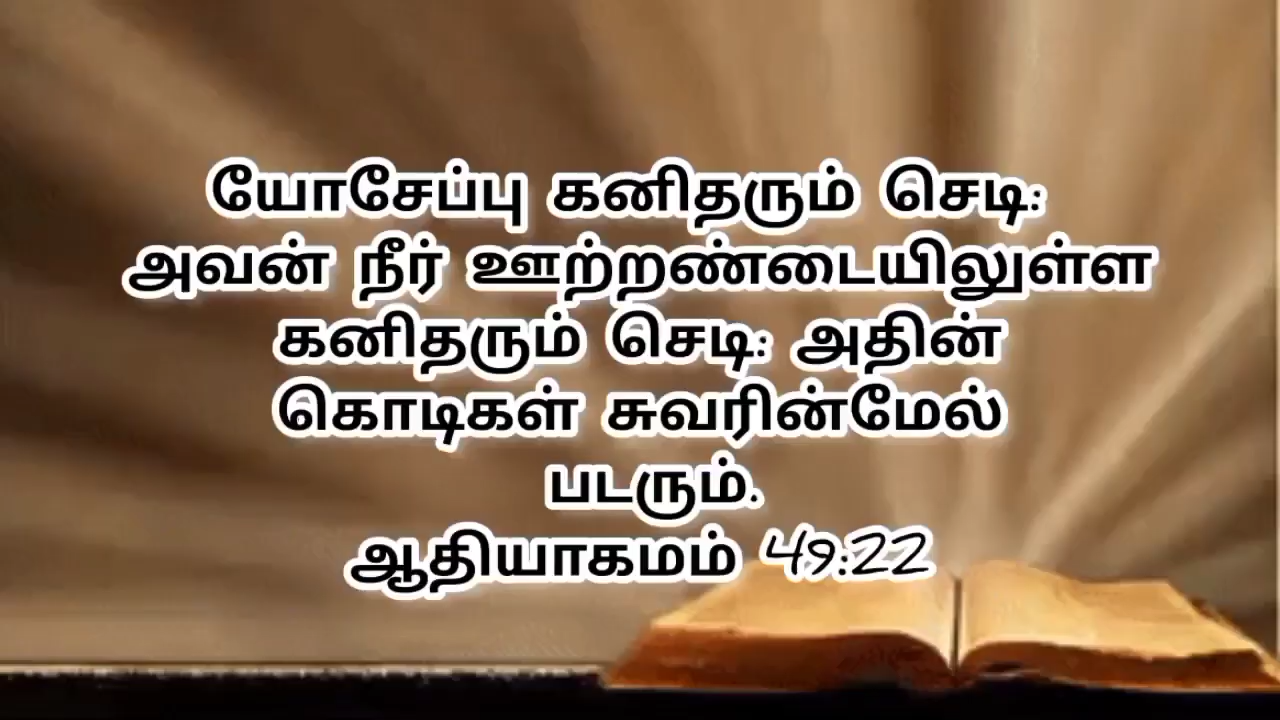 யோசேப்பு கனிதரும் செடி:
அவன் நீர் ஊற்றண்டையிலுள்ள
கனிதரும் செடி: அதின்
கொடிகள் சுவரின்மேல்
படரும்.
ஆதியாகமம் 49:22